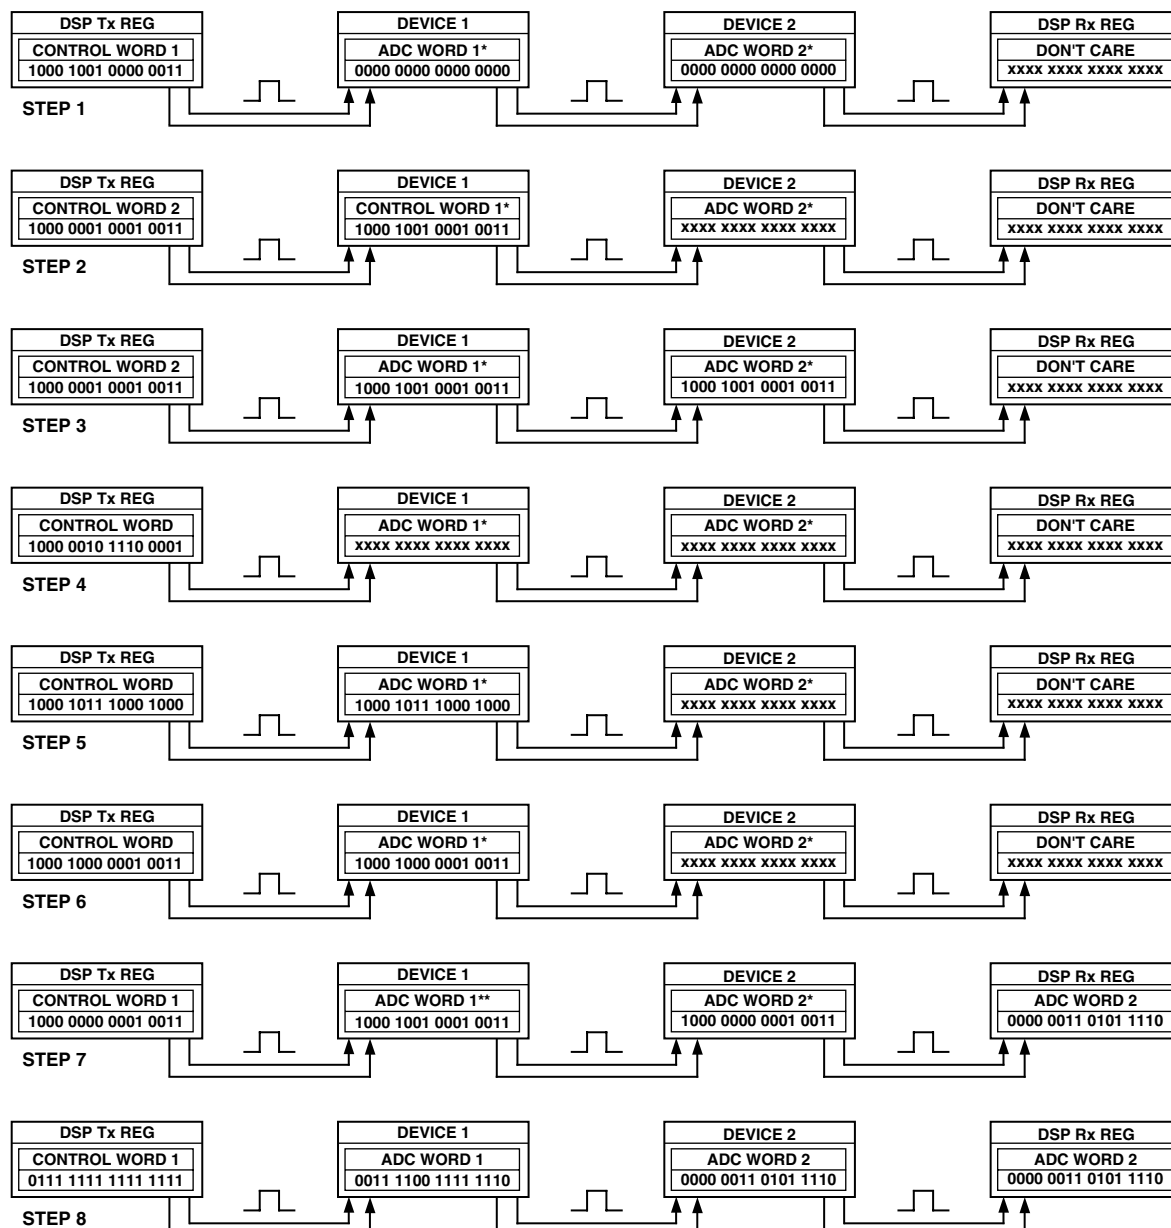 DSP Tx REG
CONTROL WORD 1
1000 1001 0000 0011
DEVICE 1
ADC WORD 1*
0000 0000 0000 0000
DEVICE 2
ADC WORD 2*
0000 0000 0000 0000
DSP Rx REG
DON'T CARE
xxxx xxxx xxxx xxxx
STEP 1
DSP Tx REG
CONTROL WORD 2
1000 0001 0001 0011
DEVICE 1
CONTROL WORD 1*
1000 1001 0001 0011
DEVICE 2
ADC WORD 2*
xxxx xxxx xxxx xxxx
DSP Rx REG
DON'T CARE
xxxx xxxx xxxx xxxx
STEP 2
DSP Tx REG
CONTROL WORD 2
1000 0001 0001 0011
DEVICE 1
ADC WORD 1*
1000 1001 0001 0011
DEVICE 2
ADC WORD 2*
1000 1001 0001 0011
DSP Rx REG
DON'T CARE
xxxx xxxx xxxx xxxx
STEP 3
DSP Tx REG
CONTROL WORD
1000 0010 1110 0001
DEVICE 1
ADC WORD 1*
xxxx xxxx xxxx xxxx
DEVICE 2
ADC WORD 2*
xxxx xxxx xxxx xxxx
DSP Rx REG
DON'T CARE
xxxx xxxx xxxx xxxx
STEP 4
DSP Tx REG
CONTROL WORD
1000 1011 1000 1000
DEVICE 1
ADC WORD 1*
1000 1011 1000 1000
DEVICE 2
ADC WORD 2*
xxxx xxxx xxxx xxxx
DSP Rx REG
DON'T CARE
xxxx xxxx xxxx xxxx
STEP 5
DSP Tx REG
CONTROL WORD
1000 1000 0001 0011
DEVICE 1
ADC WORD 1*
1000 1000 0001 0011
DEVICE 2
ADC WORD 2*
xxxx xxxx xxxx xxxx
DSP Rx REG
DON'T CARE
xxxx xxxx xxxx xxxx
STEP 6
DSP Tx REG
CONTROL WORD 1
1000 0000 0001 0011
DEVICE 1
ADC WORD 1**
1000 1001 0001 0011
DEVICE 2
ADC WORD 2*
1000 0000 0001 0011
DSP Rx REG
ADC WORD 2
0000 0011 0101 1110
STEP 7
DSP Tx REG
CONTROL WORD 1
0111 1111 1111 1111
DEVICE 1
ADC WORD 1
0011 1100 1111 1110
DEVICE 2
ADC WORD 2
0000 0011 0101 1110
DSP Rx REG
ADC WORD 2
0000 0011 0101 1110
STEP 8